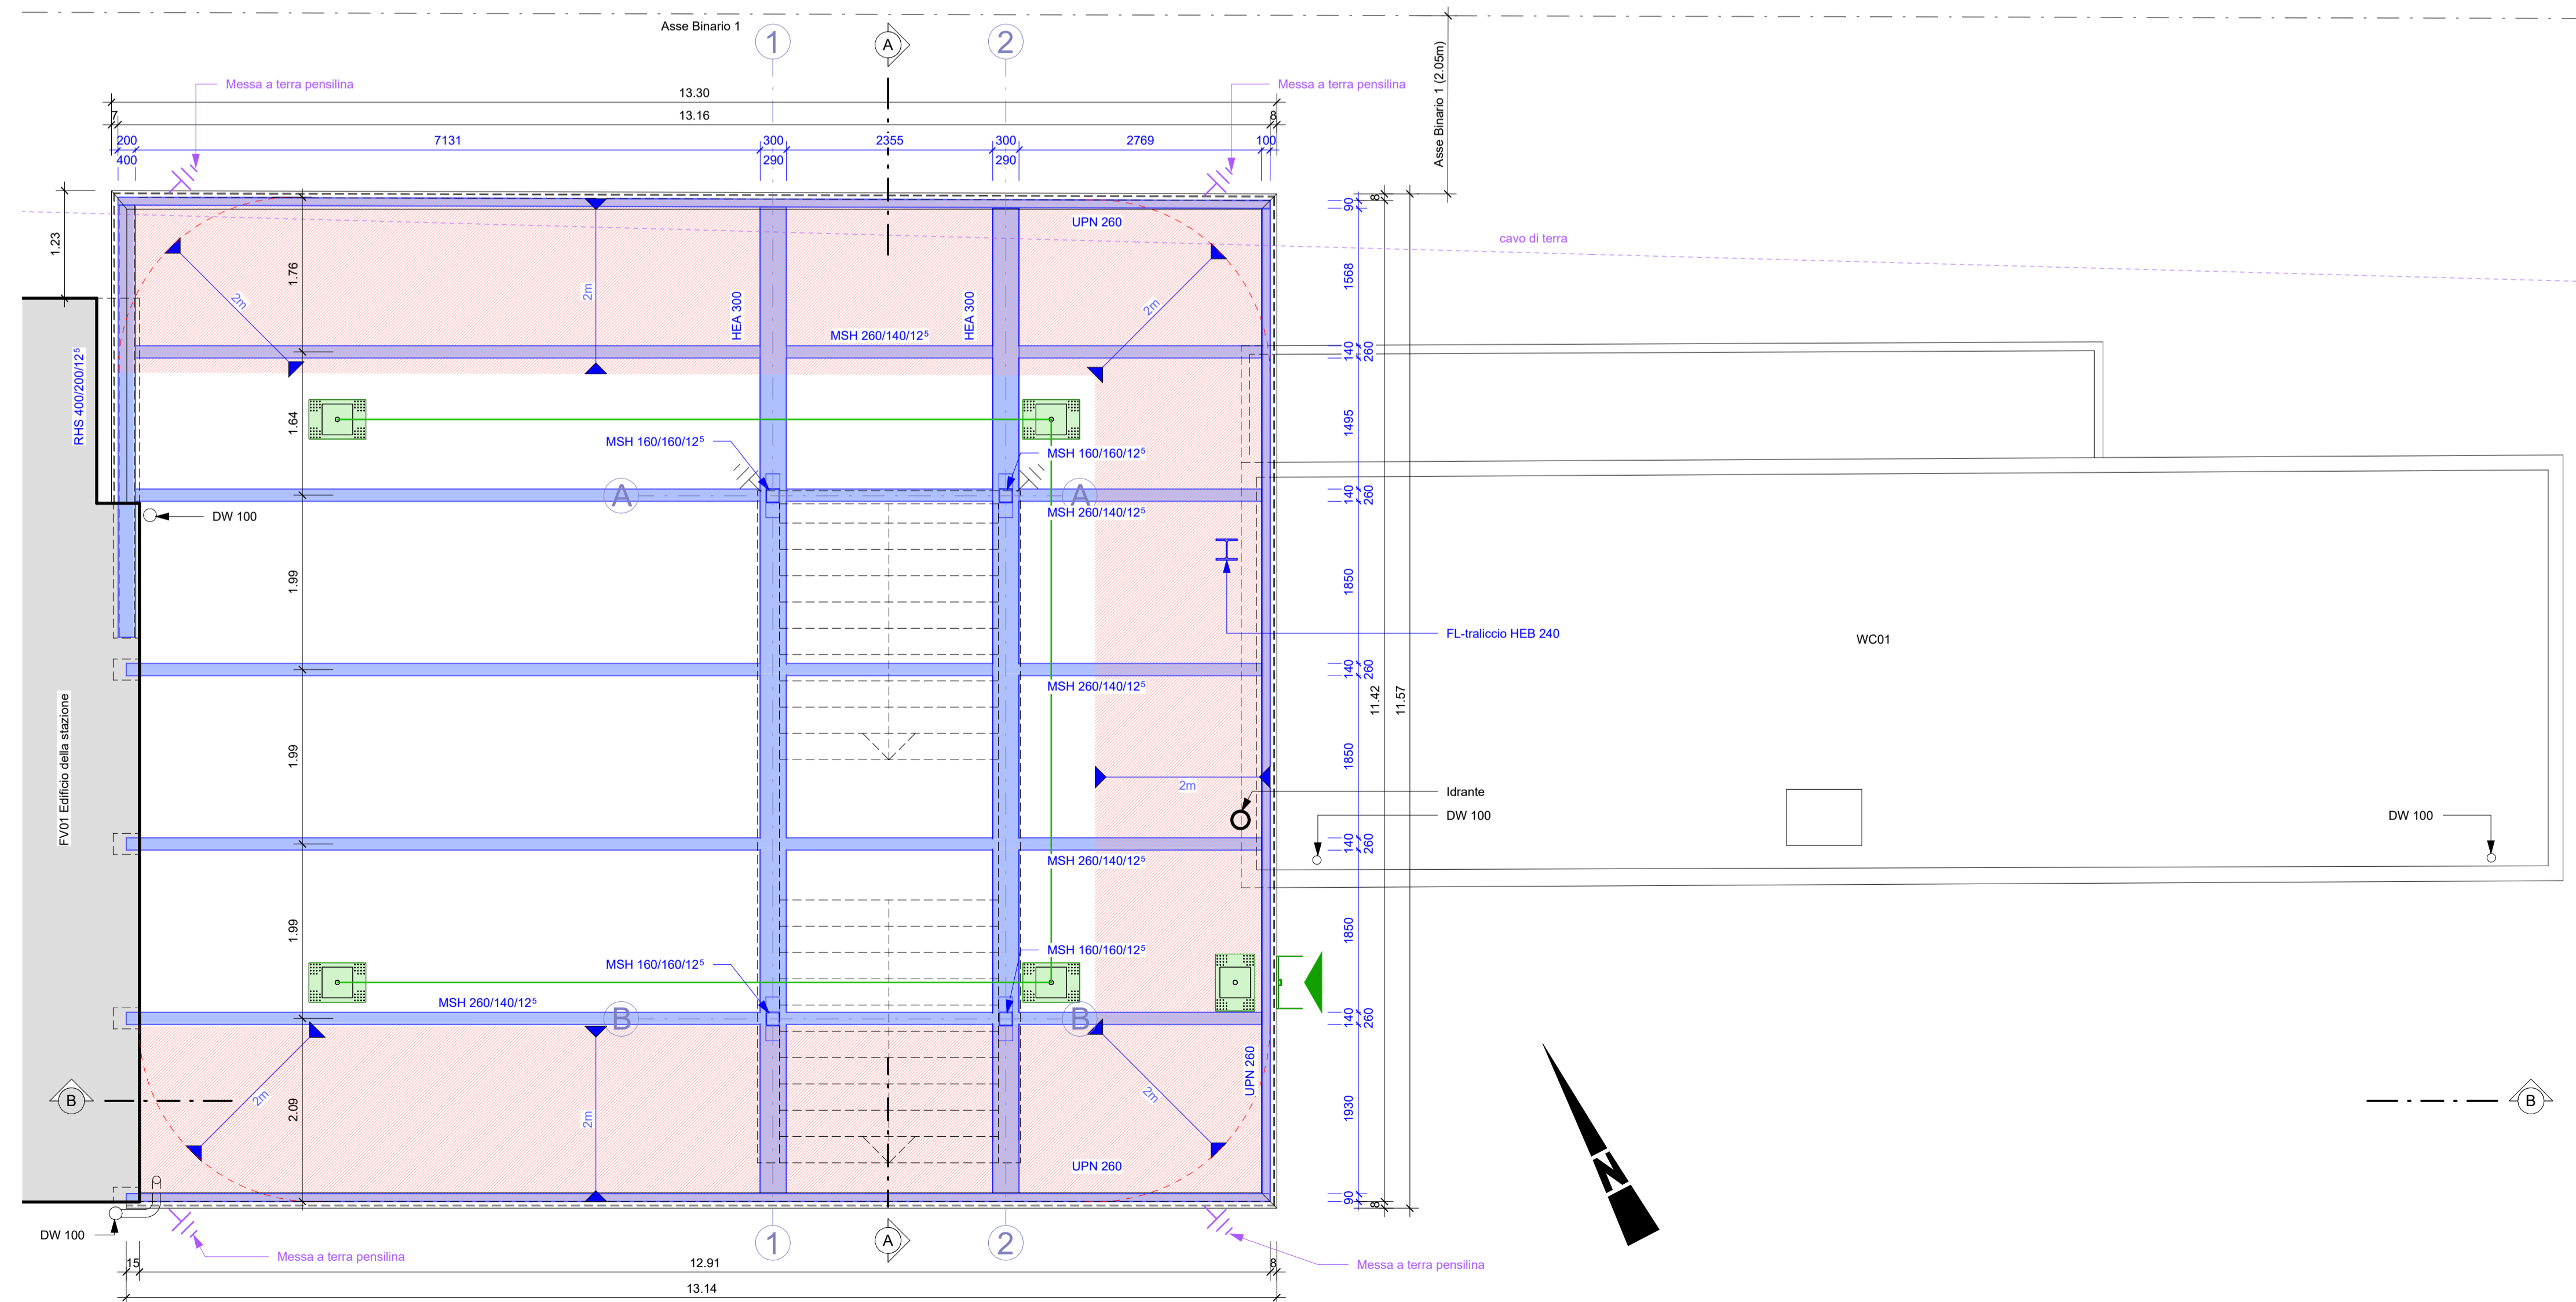 Asse Binario 1
1
A
2
Asse Binario 1 (2.05m)
Messa a terra pensilina
Messa a terra pensilina
13.30
7
13.16
8
200
7131
300
2355
300
2769
100
400
290
290
1.23
UPN 260
cavo di terra
90
8
1.76
2m
2m
2m
1568
HEA 300
HEA 300
MSH 260/140/12⁵
140
260
RHS 400/200/12⁵
1.64
1495
MSH 160/160/12⁵
MSH 160/160/12⁵
A
A
140
260
DW 100
MSH 260/140/12⁵
1.99
1850
FL-traliccio HEB 240
WC01
140
260
MSH 260/140/12⁵
11.42
11.57
FV01 Edificio della stazione
1.99
1850
2m
Idrante
DW 100
DW 100
140
260
MSH 260/140/12⁵
1.99
1850
MSH 160/160/12⁵
MSH 160/160/12⁵
MSH 260/140/12⁵
B
B
140
260
UPN 260
B
2m
2.09
2m
2m
1930
B
N
UPN 260
90
8
DW 100
Messa a terra pensilina
1
A
2
Messa a terra pensilina
15
12.91
8
13.14